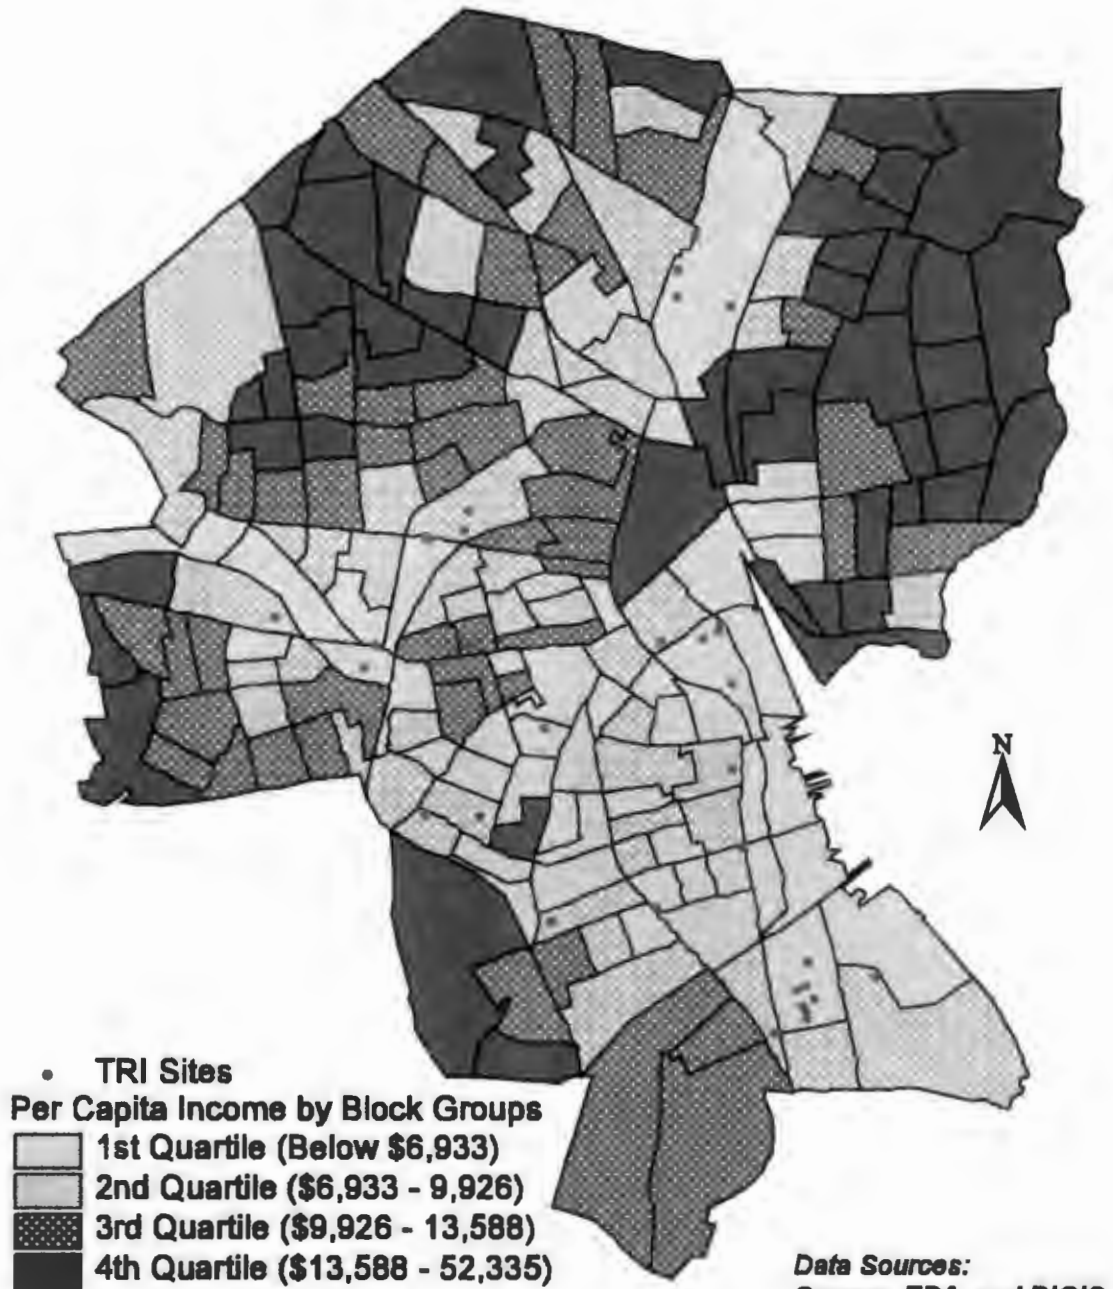 N
TRI Sites
Per Capita Income by Block Groups
1st Quartile (Below $6,933)
2nd Quartile ($6,933 - 9,926)
3rd Quartile ($9,926 - 13,588)
4th Quartile ($13,588 - 52,335)
Data Sources: